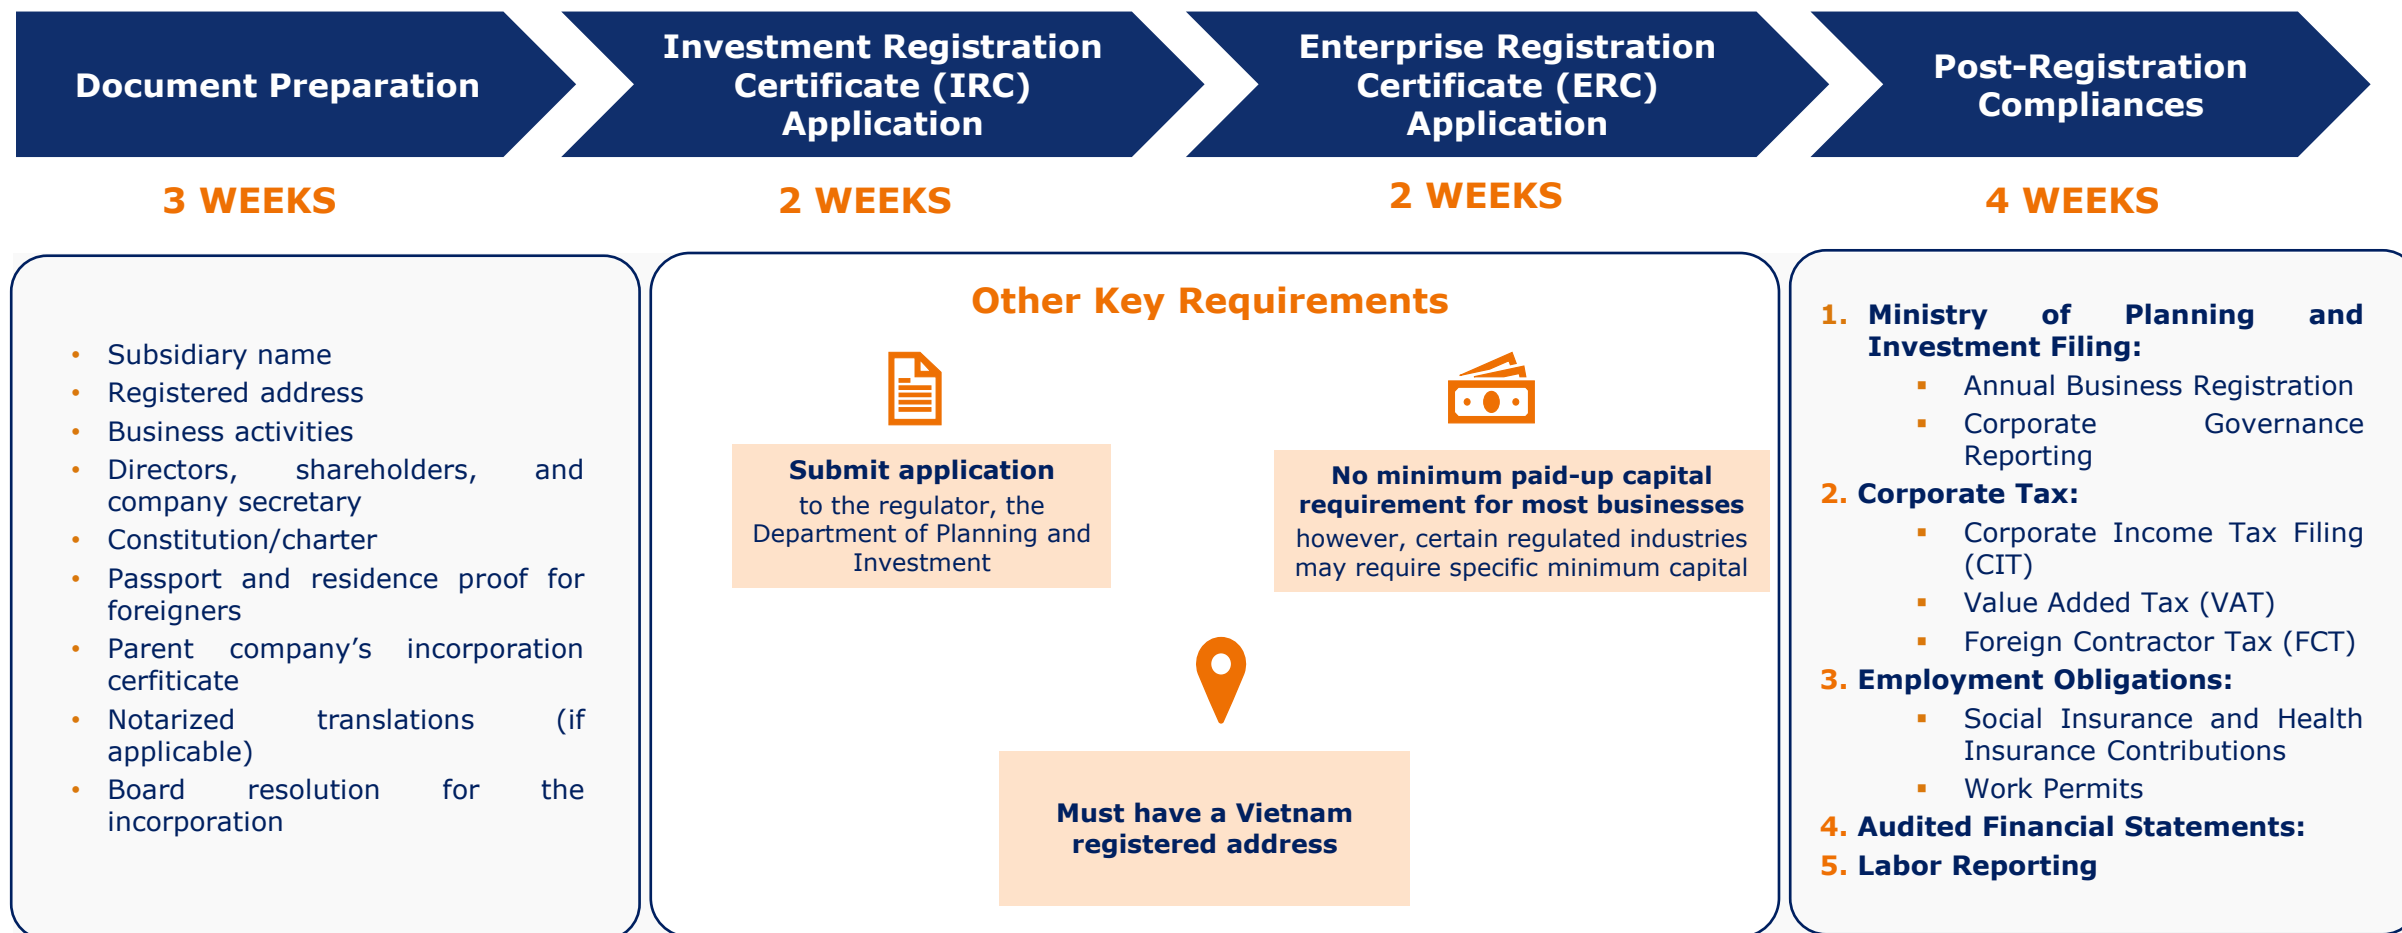 Document Preparation
Investment Registration
Certificate (IRC)
Application
Enterprise Registration
Certificate (ERC)
Application
Post-Registration
Compliances
3 WEEKS
2 WEEKS
2 WEEKS
4 WEEKS
• Subsidiary name
• Registered address
• Business activities
• Directors, shareholders, and
company secretary
• Constitution/charter
• Passport and residence proof for
foreigners
• Parent company’s incorporation
cerfiticate
• Notarized translations (if
applicable)
• Board resolution for the
incorporation
Other Key Requirements
Submit application
to the regulator, the
Department of Planning and
Investment
No minimum paid-up capital
requirement for most businesses
however, certain regulated industries
may require specific minimum capital
Must have a Vietnam
registered address
1. Ministry of Planning and
Investment Filing:
▪ Annual Business Registration
▪ Corporate Governance
Reporting
2. Corporate Tax:
▪ Corporate Income Tax Filing
(CIT)
▪ Value Added Tax (VAT)
▪ Foreign Contractor Tax (FCT)
3. Employment Obligations:
▪ Social Insurance and Health
Insurance Contributions
▪ Work Permits
4. Audited Financial Statements:
5. Labor Reporting